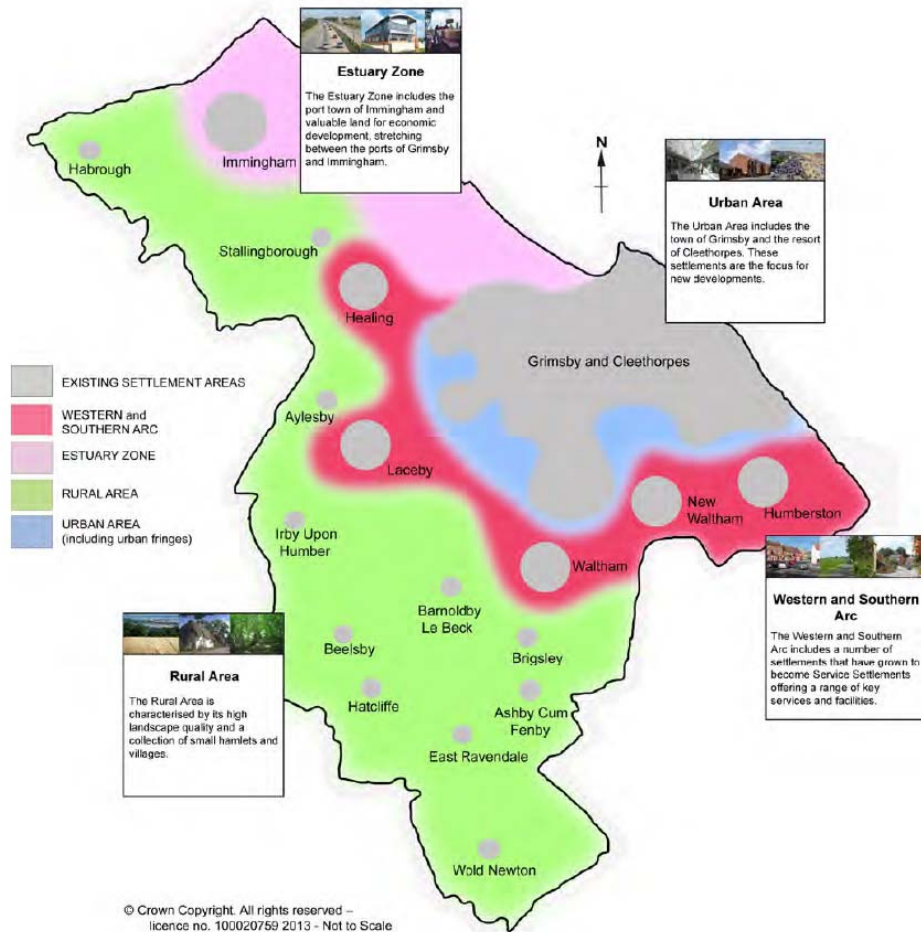 Estuary Zone
The Estuary Zone includes the
port town of Immingham and
valuable land for economic
development, stretching
between the ports of Grimsby
and Immingham.
N
Urban Area
The Urban Area includes the
town of Grimsby and the resort
of Cleethorpes. These
settlements are the focus for
new developments.
Habrough
Immingham
Stallingborough
Healing
Grimsby and Cleethorpes
EXISTING SETTLEMENT AREAS
WESTERN and
SOUTHERN ARC
ESTUARY ZONE
RURAL AREA
URBAN AREA
(including urban fringes)
Aylesby
Laceby
New
Waltham
Humberston
Irby Upon
Humber
Waltham
Barnoldby
Le Beck
Beelsby
Brigsley
Hatcliffe
Ashby Cum
Fenby
East Ravendale
Wold Newton
Western and Southern
Arc
The Western and Southern
Arc includes a number of
settlements that have grown to
become Service Settlements
offering a range of key
services and facilities.
Rural Area
The Rural Area is
characterised by its high
landscape quality and a
collection of small hamlets and
villages.
© Crown Copyright. All rights reserved –
licence no. 100020759 2013 - Not to Scale